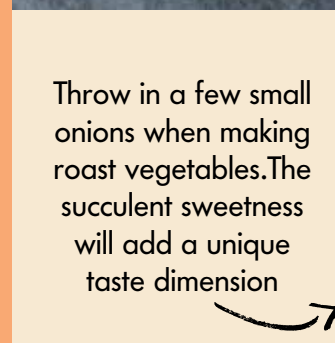 Throw in a few small
onions when making
roast vegetables.The
succulent sweetness
will add a unique
taste dimension